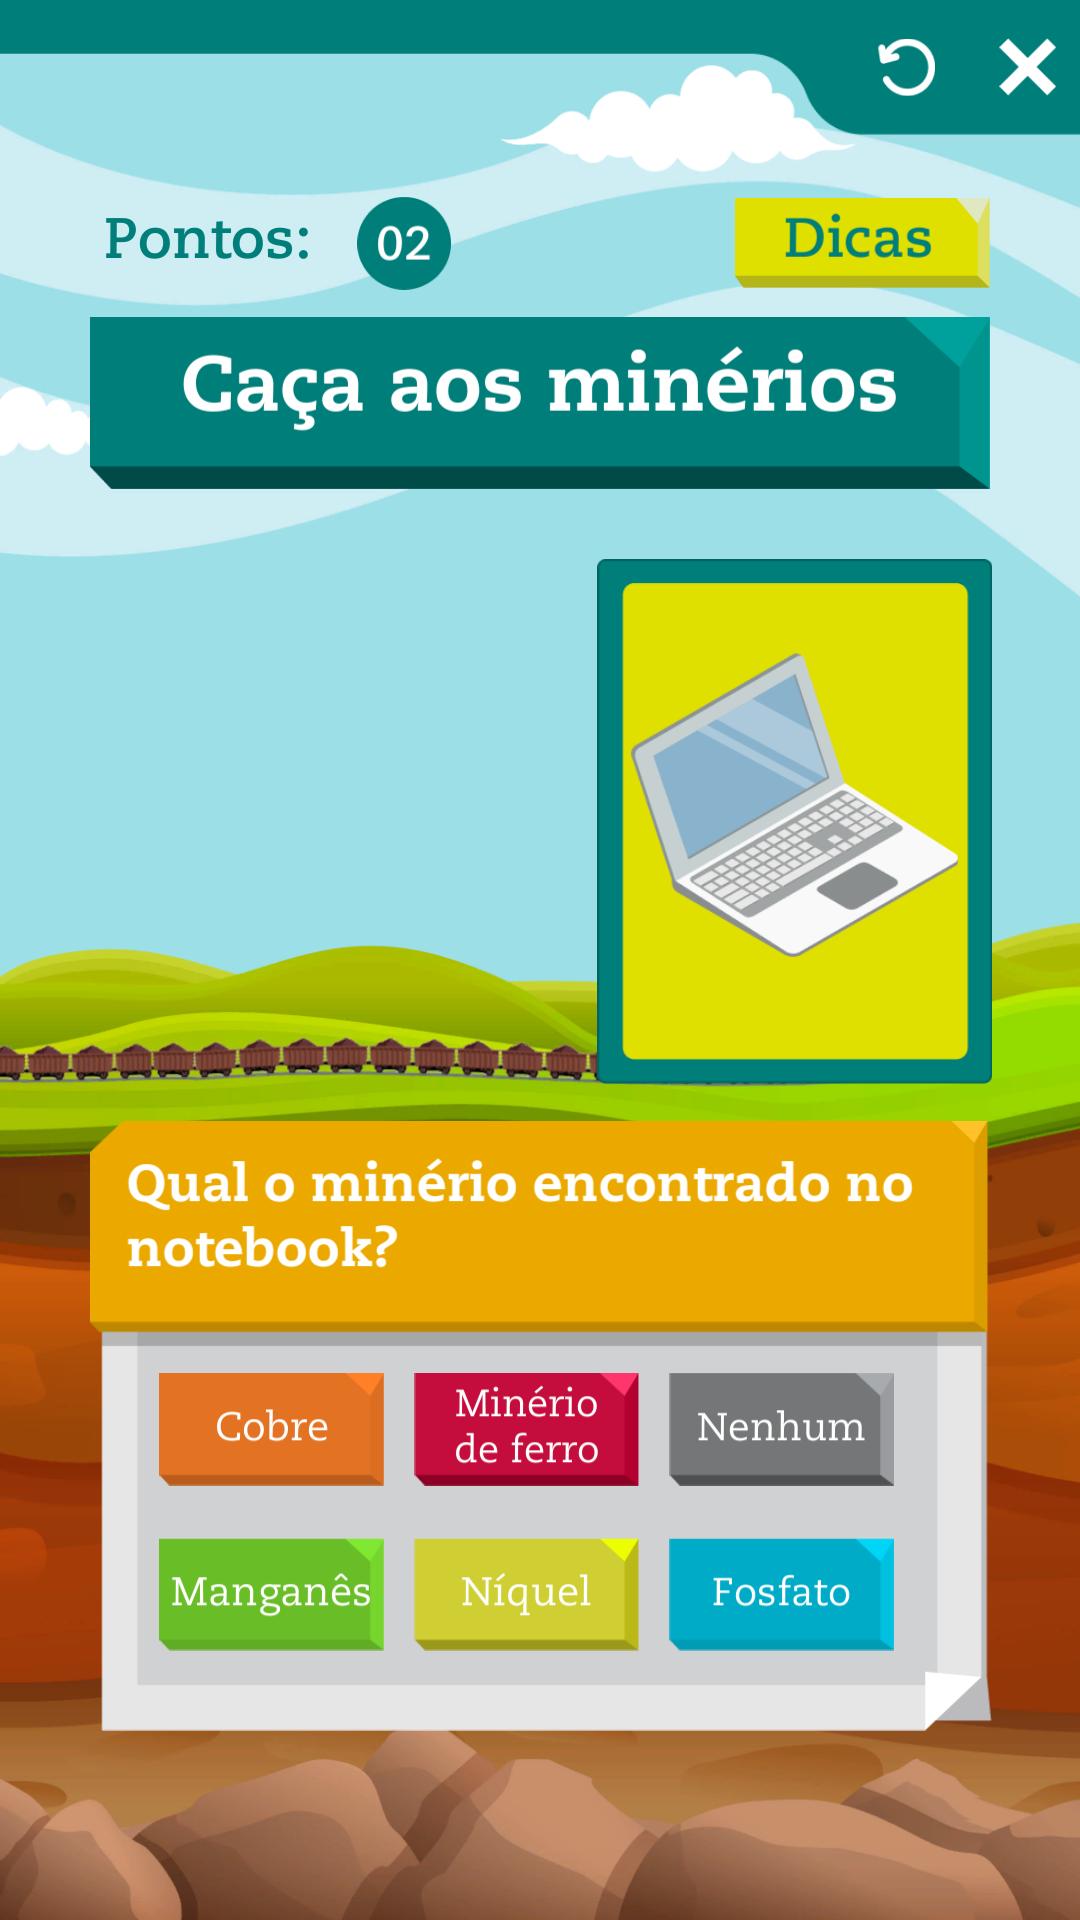 Pontos: 02
Dicas
Caça aos minérios
Qual o minério encontrado no
notebook?
Cobre
Minério
de ferro
Nenhum
Manganês
Níquel
Fosfato